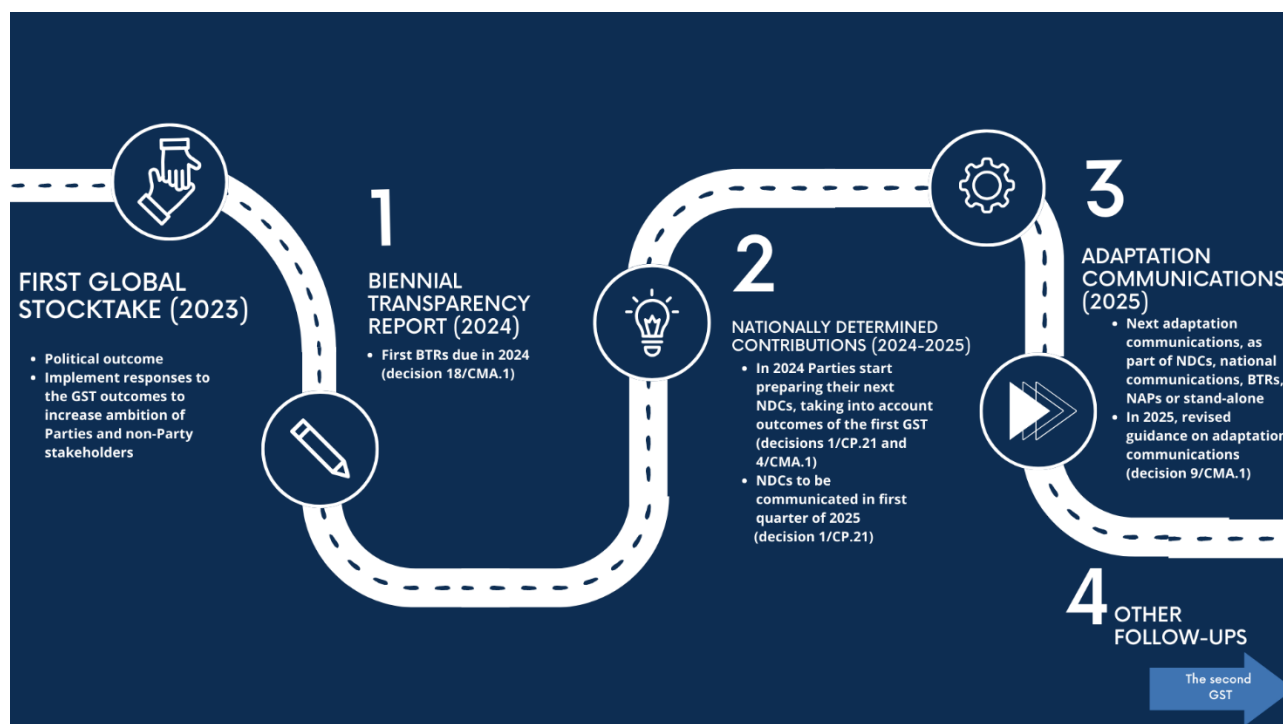 FIRST GLOBAL
STOCKTAKE (2023)
• Political outcome
• Implement responses to
the GST outcomes to
increase ambition of
Parties and non-Party
stakeholders
1
BIENNIAL
TRANSPARENCY
REPORT (2024)
• First BTRs due in 2024
(decision 18/CMA.1)
2
NATIONALLY DETERMINED
CONTRIBUTIONS (2024-2025)
• In 2024 Parties start
preparing their next
NDCs, taking into account
outcomes of the first GST
(decisions 1/CP.21 and
4/CMA.1)
• NDCs to be
communicated in first
quarter of 2025
(decision 1/CP.21)
3
ADAPTATION
COMMUNICATIONS
(2025)
• Next adaptation
communications, as
part of NDCs, national
communications, BTRs,
NAPs or stand-alone
• In 2025, revised
guidance on adaptation
communications
(decision 9/CMA.1)
4
OTHER
FOLLOW-UPS
The second
GST